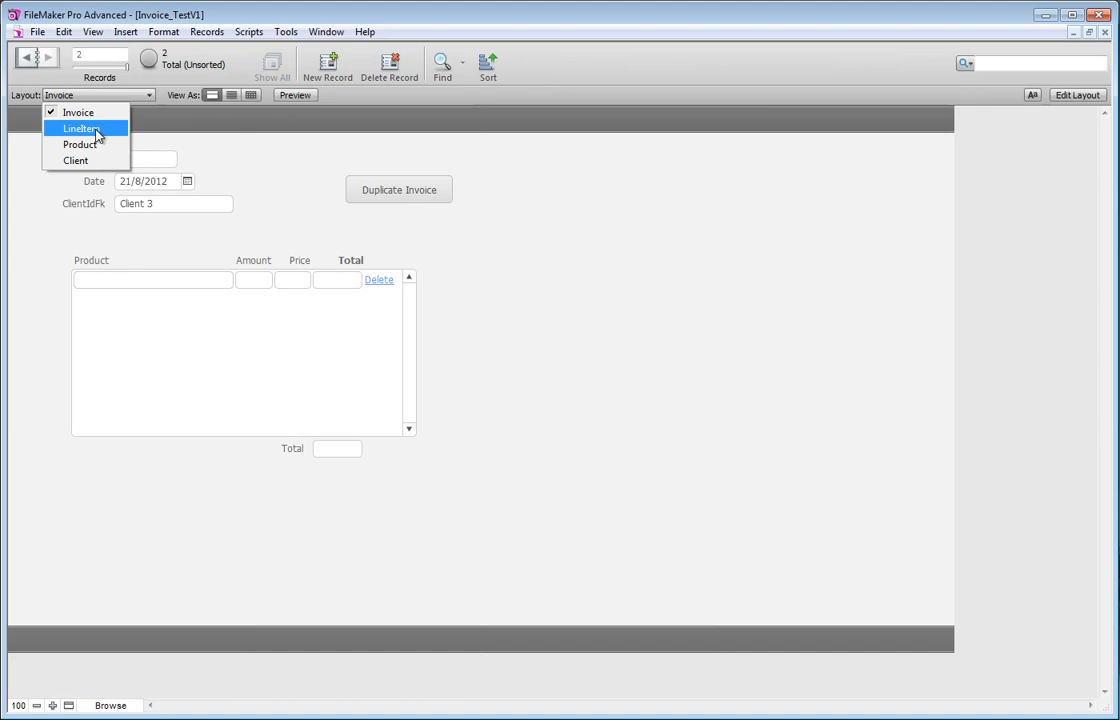 FileMaker Pro Advanced - [Invoice_TestV1]
File Edit View Insert Format Records Scripts Tools Window Help
2
2
Total (Unsorted)
Records
Show All
New Record
Delete Record
Find
Sort
Layout: Invoice
View As:
Preview
Aa
Edit Layout
Invoice
LineItem
Product
Client
Date 21/8/2012
ClientIdFk Client 3
Duplicate Invoice
Product Amount Price Total
Delete
Total
100
Browse